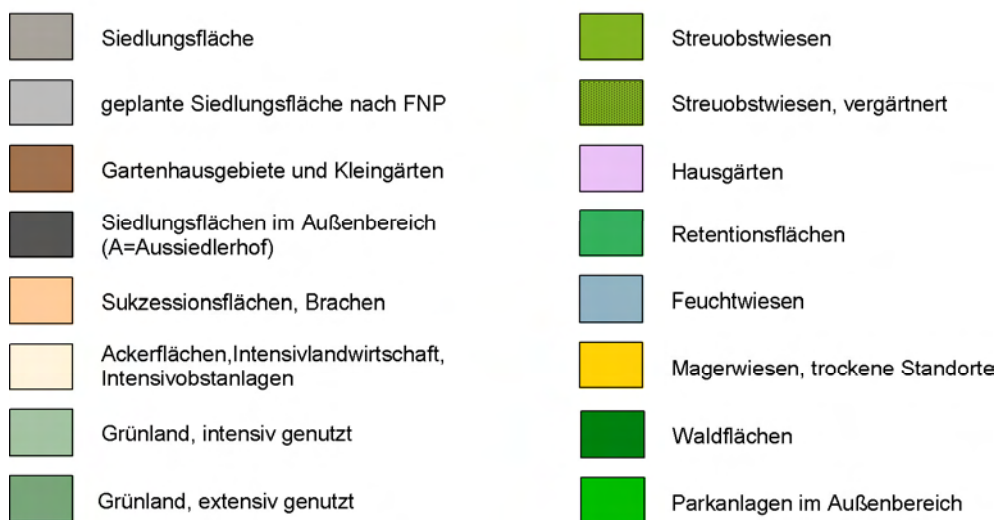 Siedlungsfläche
geplante Siedlungsfläche nach FNP
Gartenhausgebiete und Kleingärten
Siedlungsflächen im Außenbereich
(A=Aussiedlerhof)
Sukzessionsflächen, Brachen
Ackerflächen,Intensivlandwirtschaft,
Intensivobstanlagen
Grünland, intensiv genutzt
Grünland, extensiv genutzt
Streuobstwiesen
Streuobstwiesen, vergärtnert
Hausgärten
Retentionsflächen
Feuchtwiesen
Magerwiesen, trockene Standorte
Waldflächen
Parkanlagen im Außenbereich